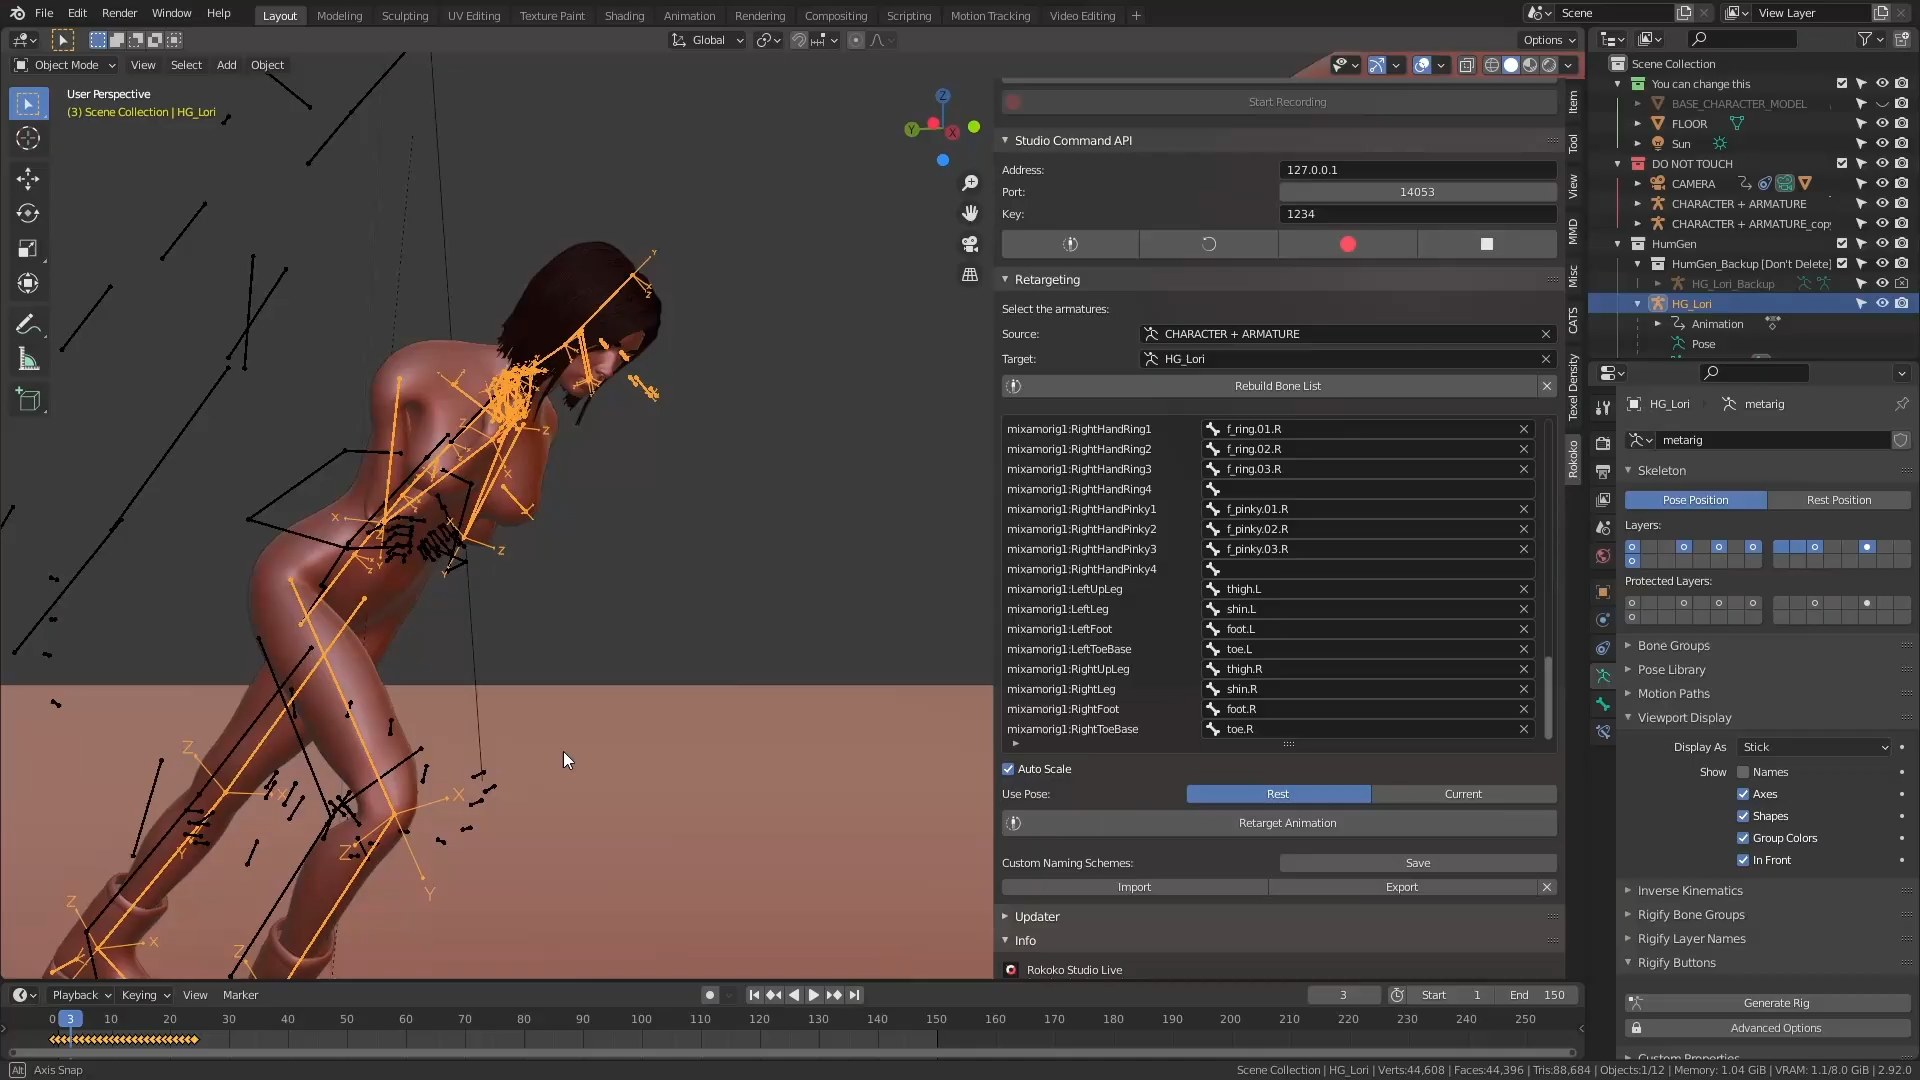 File Edit Render Window Help
Layout Modeling Sculpting UV Editing Texture Paint Shading Animation Rendering Compositing Scripting Motion Tracking Video Editing +
Scene
View Layer
Global
Options
Object Mode View Select Add Object
User Perspective
(3) Scene Collection | HG_Lori
Start Recording
Studio Command API
Address: 127.0.0.1
Port: 14053
Key: 1234
Retargeting
Select the armatures:
Source: CHARACTER + ARMATURE
Target: HG_Lori
Rebuild Bone List
mixamorig1:RightHandRing1 f_ring.01.R
mixamorig1:RightHandRing2 f_ring.02.R
mixamorig1:RightHandRing3 f_ring.03.R
mixamorig1:RightHandRing4
mixamorig1:RightHandPinky1 f_pinky.01.R
mixamorig1:RightHandPinky2 f_pinky.02.R
mixamorig1:RightHandPinky3 f_pinky.03.R
mixamorig1:RightHandPinky4
mixamorig1:LeftUpLeg thigh.L
mixamorig1:LeftLeg shin.L
mixamorig1:LeftFoot foot.L
mixamorig1:LeftToeBase toe.L
mixamorig1:RightUpLeg thigh.R
mixamorig1:RightLeg shin.R
mixamorig1:RightFoot foot.R
mixamorig1:RightToeBase toe.R
Auto Scale
Use Pose: Rest Current
Retarget Animation
Custom Naming Schemes: Save
Import Export
Updater
Info
Rokoko Studio Live
Item
Tool
View
MMD
Misc
CATS
Texel Density
Rokoko
Scene Collection
You can change this
BASE_CHARACTER_MODEL
FLOOR
Sun
DO NOT TOUCH
CAMERA
CHARACTER + ARMATURE
CHARACTER + ARMATURE_copy
HumGen
HumGen_Backup [Don't Delete]
HG_Lori_Backup
HG_Lori
Animation
Pose
HG_Lori metarig
metarig
Skeleton
Pose Position Rest Position
Layers:
Protected Layers:
Bone Groups
Pose Library
Motion Paths
Viewport Display
Display As Stick
Show Names
Axes
Shapes
Group Colors
In Front
Inverse Kinematics
Rigify Bone Groups
Rigify Layer Names
Rigify Buttons
Generate Rig
Advanced Options
Custom Properties
Playback Keying View Marker
3 Start 1 End 150
0 3 10 20 30 40 50 60 70 80 90 100 110 120 130 140 150 160 170 180 190 200 210 220 230 240 250
Alt Axis Snap
Scene Collection | HG_Lori | Verts:44,608 | Faces:44,396 | Tris:88,684 | Objects:1/12 | Memory: 1.04 GiB | VRAM: 1.1/8.0 GiB | 2.92.0